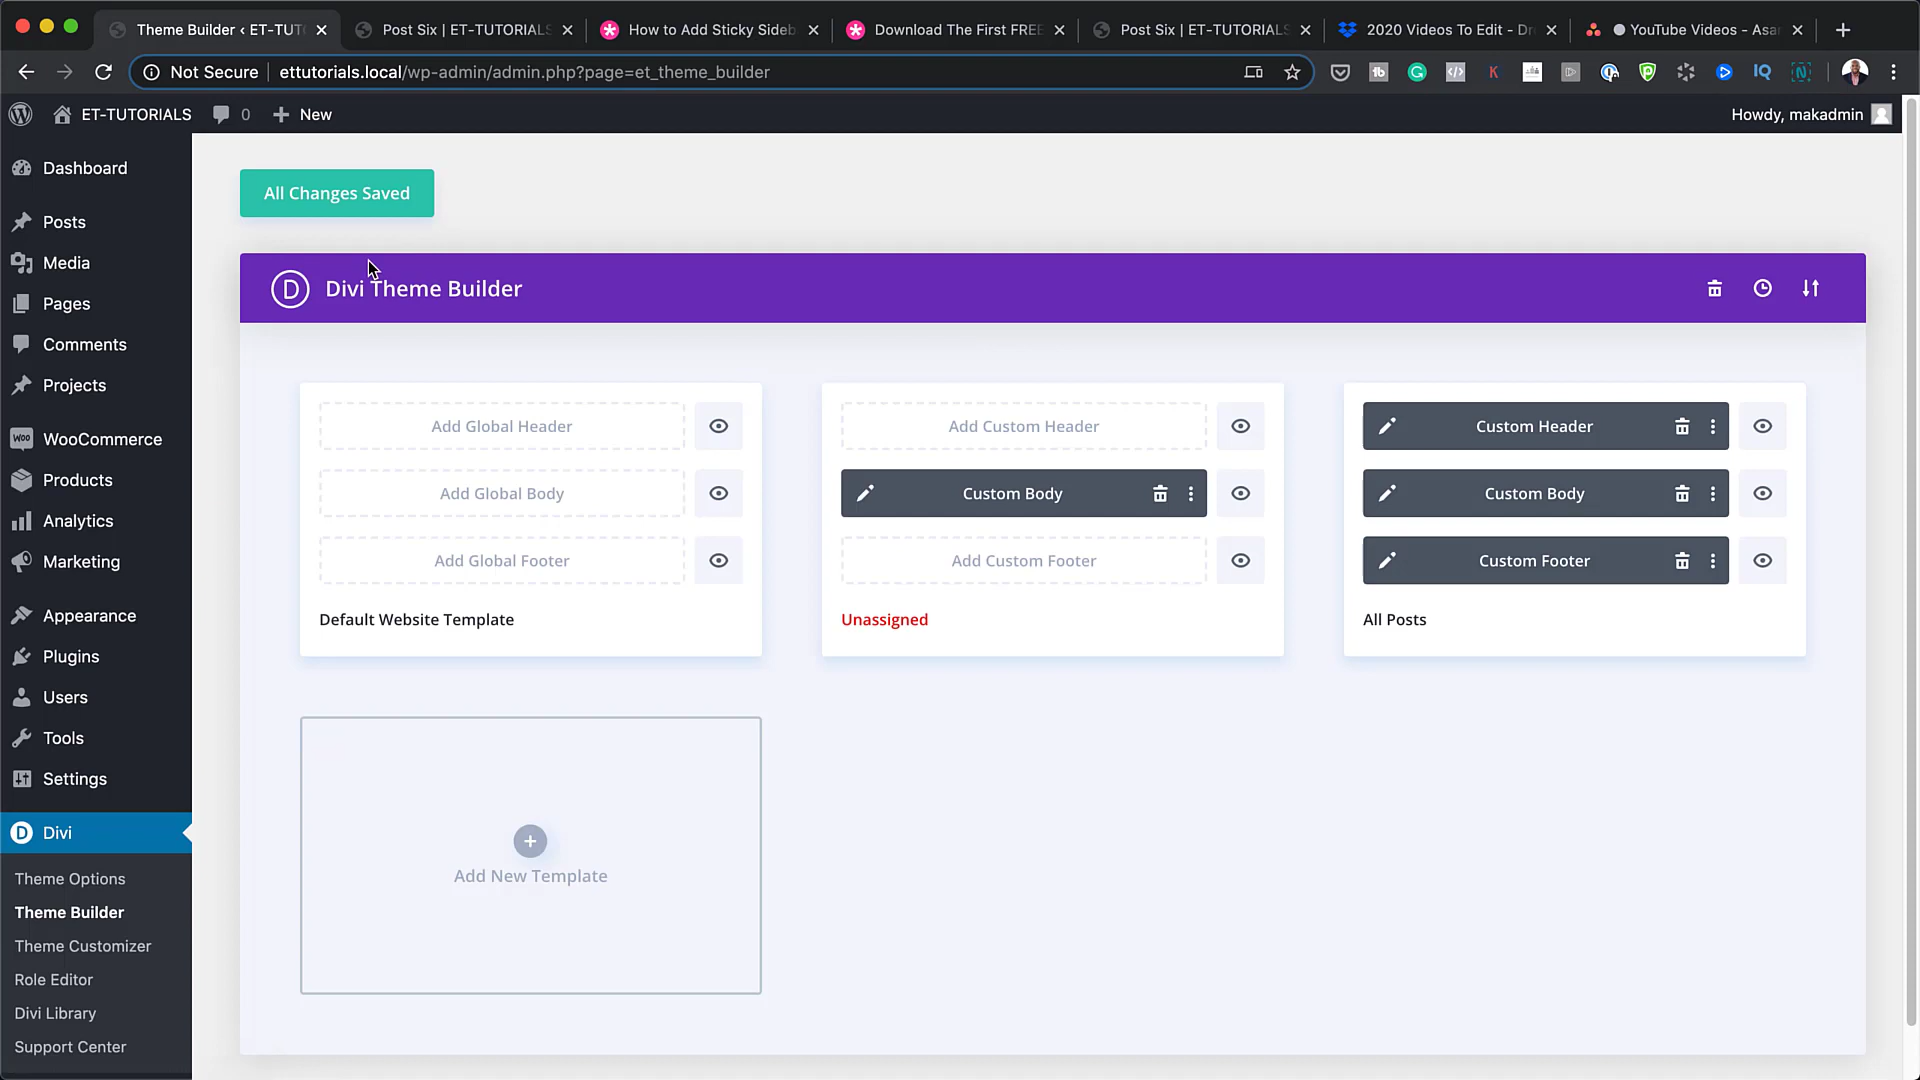 Theme Builder ‹ ET-TUT
Post Six | ET-TUTORIALS
How to Add Sticky Sideb
Download The First FREE
Post Six | ET-TUTORIALS
2020 Videos To Edit - Dr
YouTube Videos - Asan
Not Secure
ettutorials.local/wp-admin/admin.php?page=et_theme_builder
ET-TUTORIALS
0
New
Howdy, makadmin
Dashboard
Posts
Media
Pages
Comments
Projects
WooCommerce
Products
Analytics
Marketing
Appearance
Plugins
Users
Tools
Settings
Divi
Theme Options
Theme Builder
Theme Customizer
Role Editor
Divi Library
Support Center
All Changes Saved
D
Divi Theme Builder
Add Global Header
Add Global Body
Add Global Footer
Default Website Template
Add Custom Header
Custom Body
Add Custom Footer
Unassigned
Custom Header
Custom Body
Custom Footer
All Posts
Add New Template